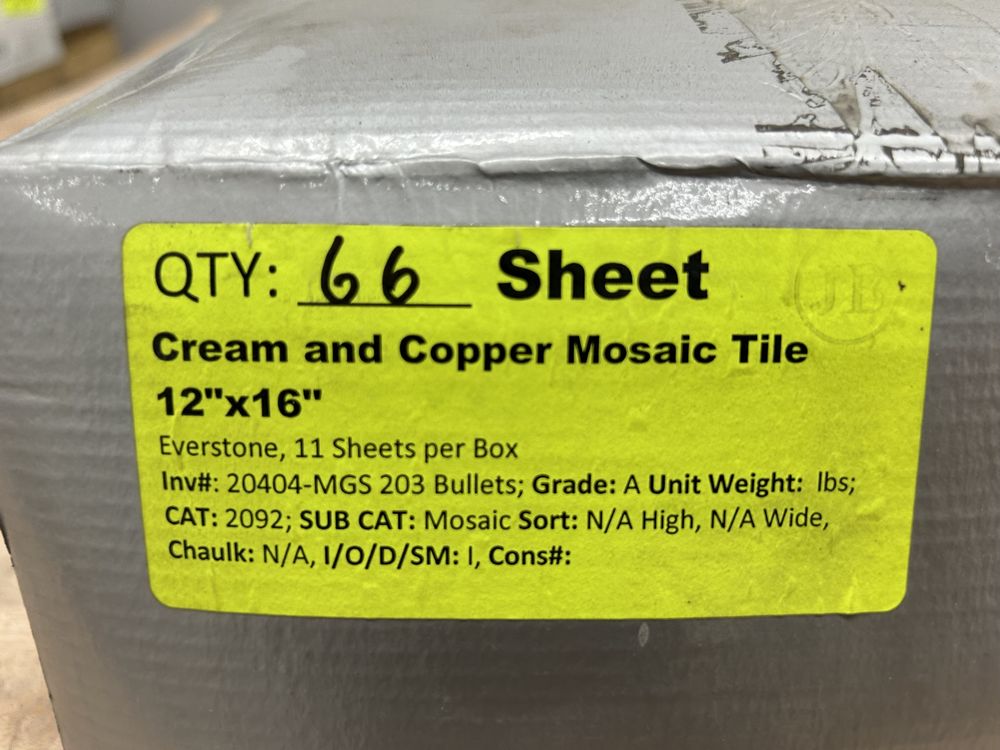 QTY: 66 Sheet
JB
Cream and Copper Mosaic Tile
12"x16"
Everstone, 11 Sheets per Box
Inv#: 20404-MGS 203 Bullets; Grade: A Unit Weight: lbs;
CAT: 2092; SUB CAT: Mosaic Sort: N/A High, N/A Wide,
Chaulk: N/A, I/O/D/SM: I, Cons#: